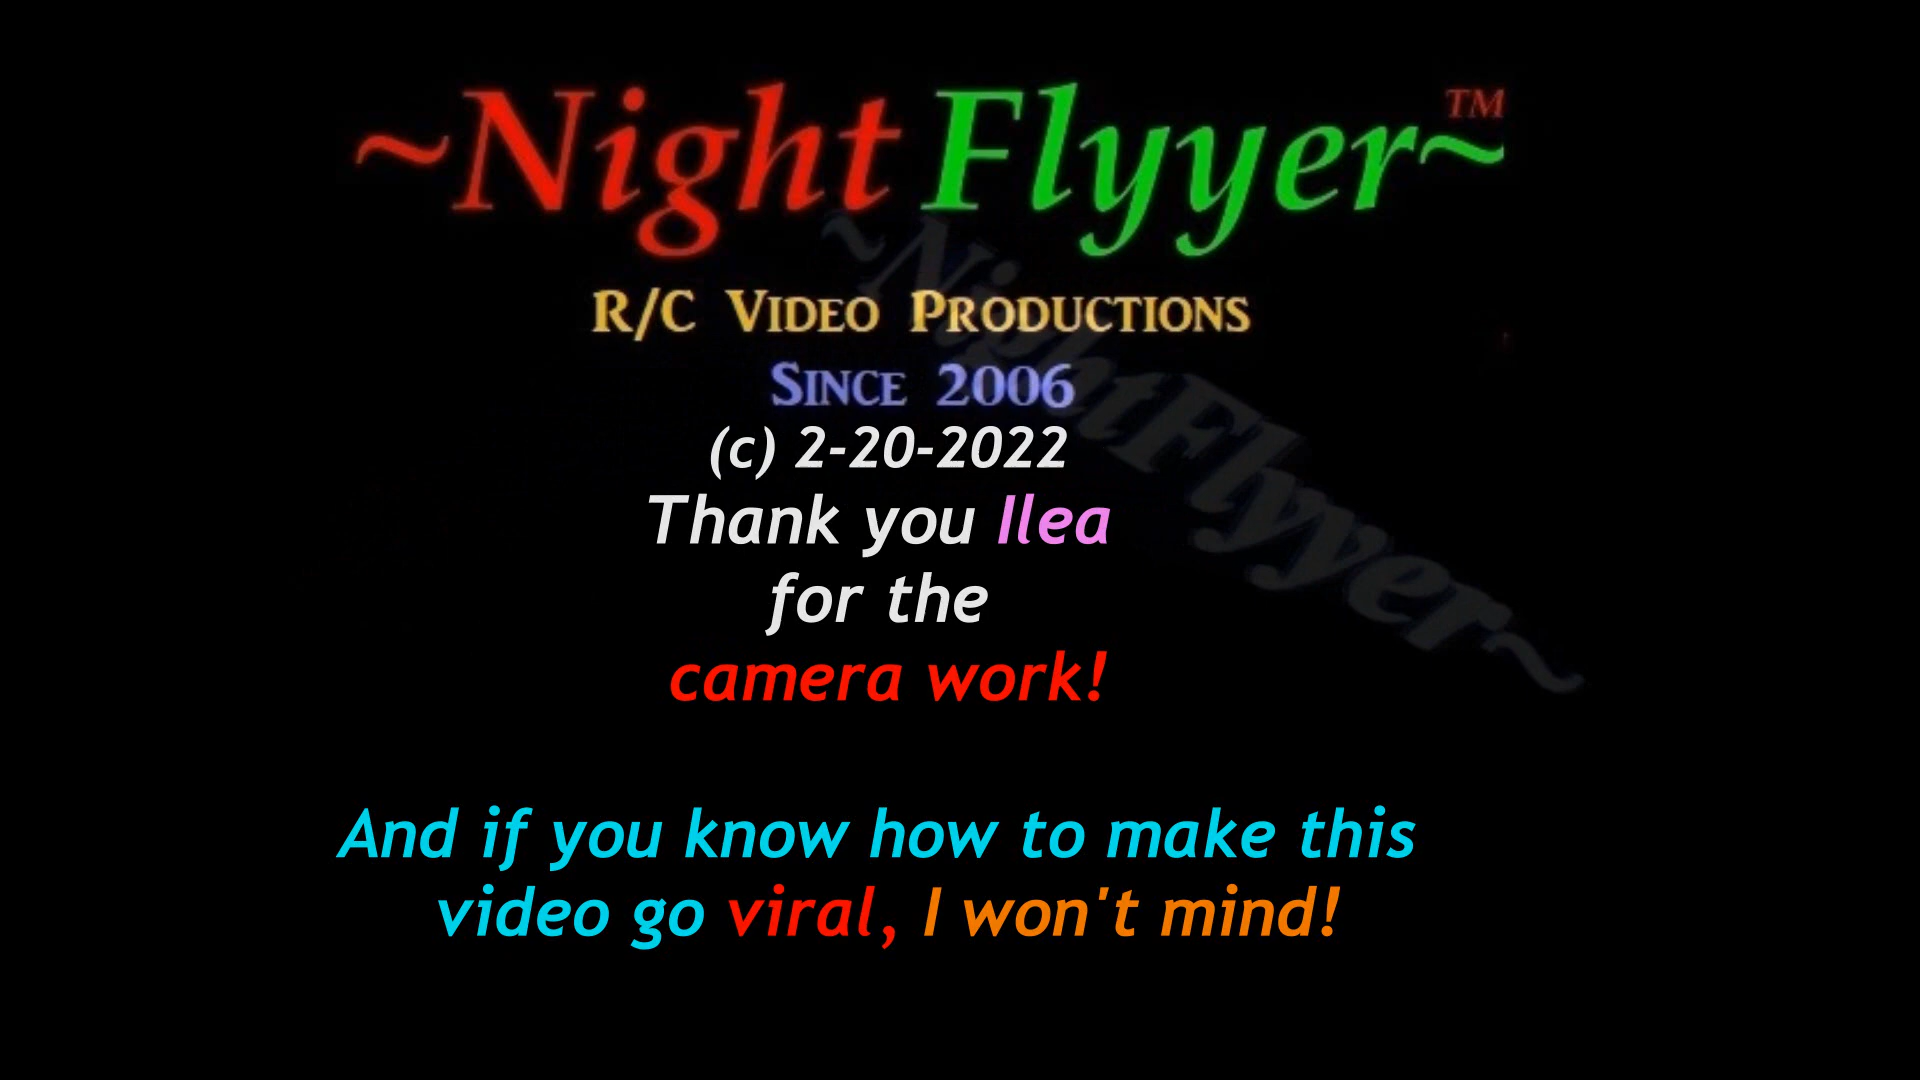 ~Night Flyyer~™
R/C Video Productions
Since 2006
(c) 2-20-2022
Thank you Ilea
for the
camera work!
And if you know how to make this
video go viral, I won't mind!
~NightFlyyer~